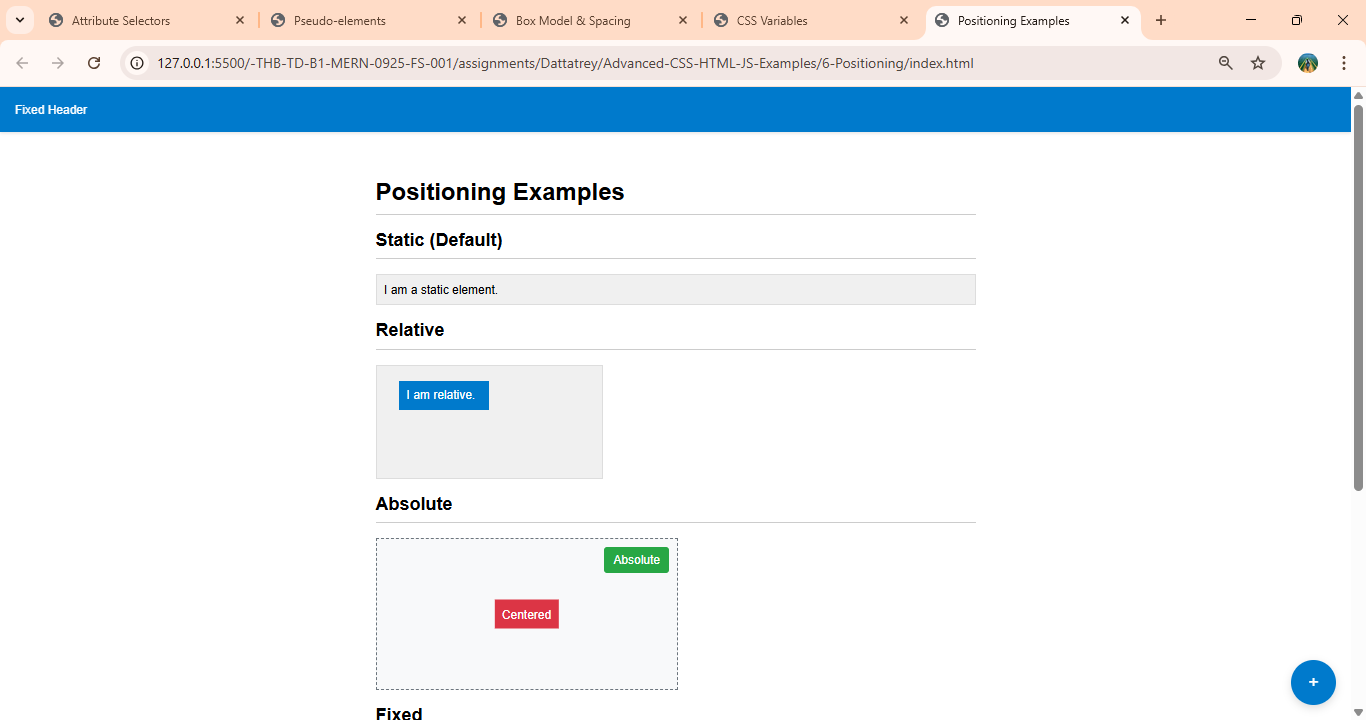 Attribute Selectors
Pseudo-elements
Box Model & Spacing
CSS Variables
Positioning Examples
127.0.0.1:5500/-THB-TD-B1-MERN-0925-FS-001/assignments/Dattatrey/Advanced-CSS-HTML-JS-Examples/6-Positioning/index.html
Fixed Header
Positioning Examples
Static (Default)
I am a static element.
Relative
I am relative.
Absolute
Absolute
Centered
+
Fixed